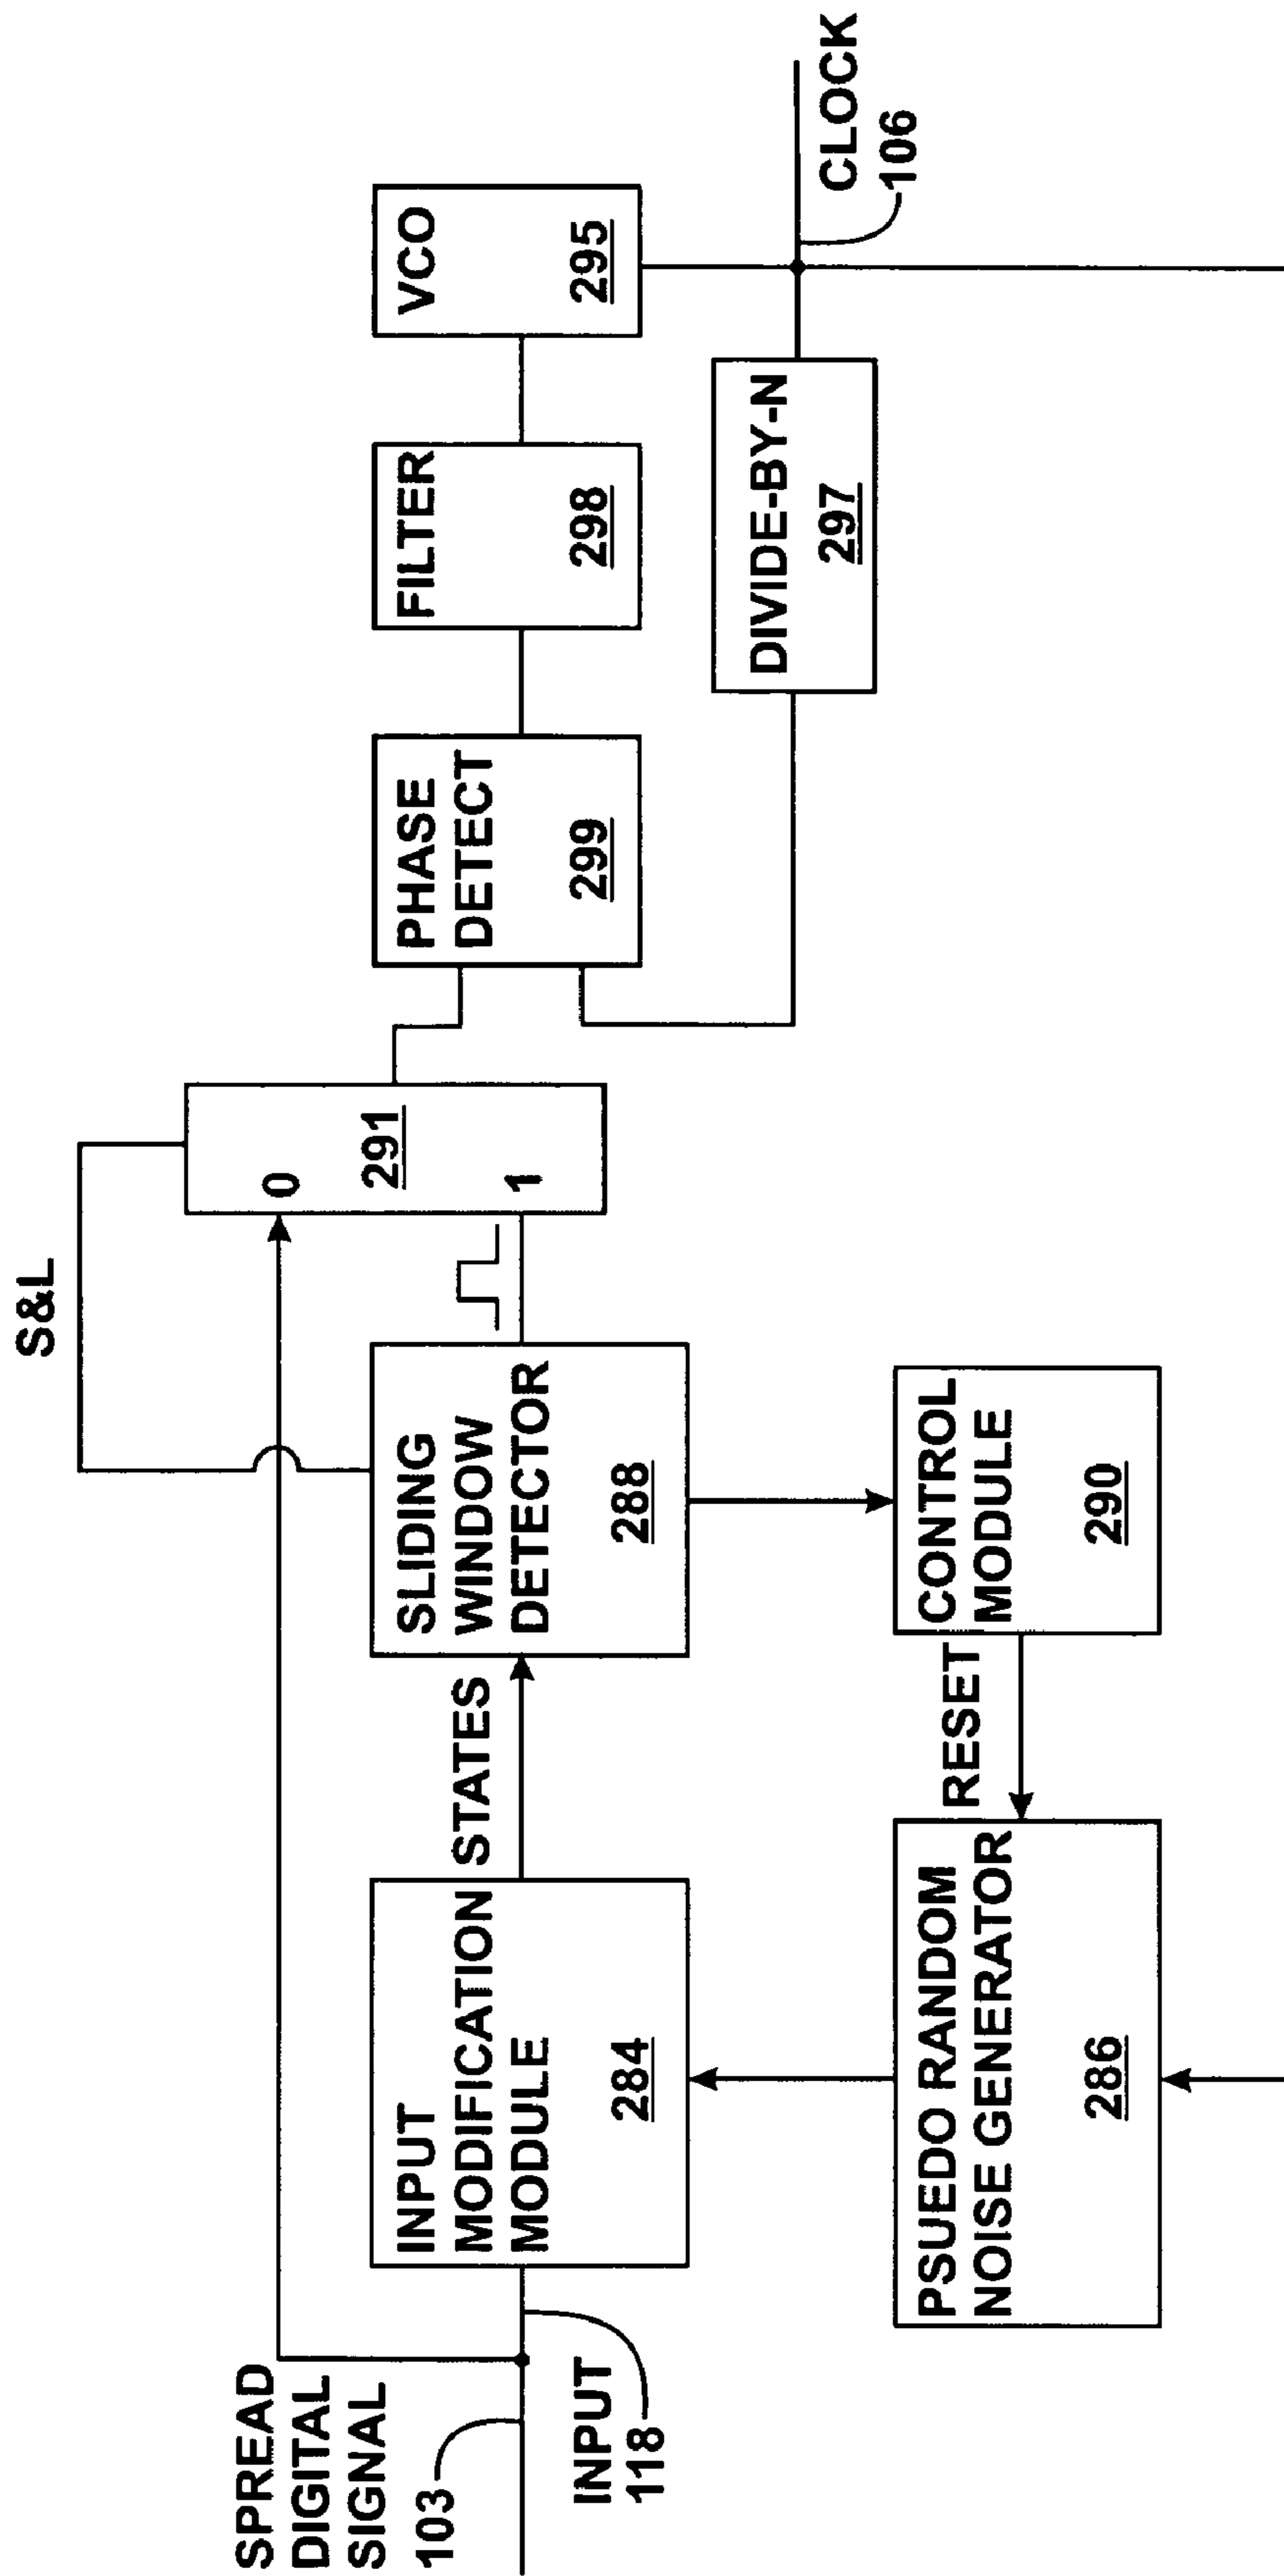 S&L
SPREAD
DIGITAL
SIGNAL
103
INPUT
118
INPUT
MODIFICATION
MODULE
284
STATES
SLIDING
WINDOW
DETECTOR
288
0
291
1
PHASE
DETECT
299
FILTER
298
VCO
295
DIVIDE-BY-N
297
CLOCK
106
PSUEDO RANDOM
NOISE GENERATOR
286
RESET
CONTROL
MODULE
290